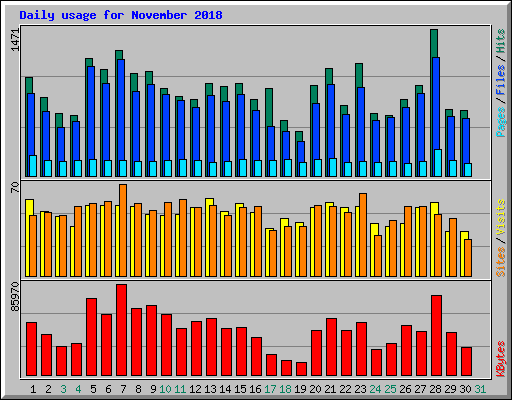 Daily usage for November 2018
1471
70
85970
Pages / Files / Hits
Sites / Visits
KBytes
1 2 3 4 5 6 7 8 9 10 11 12 13 14 15 16 17 18 19 20 21 22 23 24 25 26 27 28 29 30 31